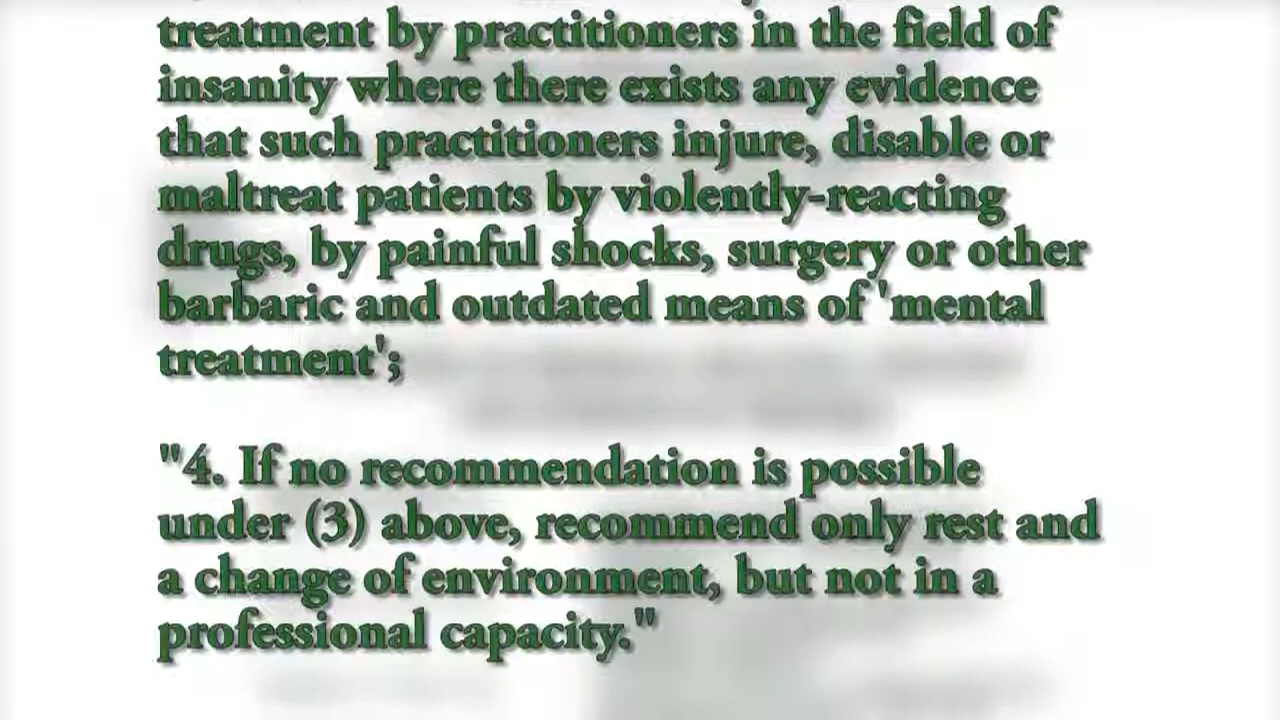 treatment by practitioners in the field of
insanity where there exists any evidence
that such practitioners injure, disable or
maltreat patients by violently-reacting
drugs, by painful shocks, surgery or other
barbaric and outdated means of 'mental
treatment';
"4. If no recommendation is possible
under (3) above, recommend only rest and
a change of environment, but not in a
professional capacity."